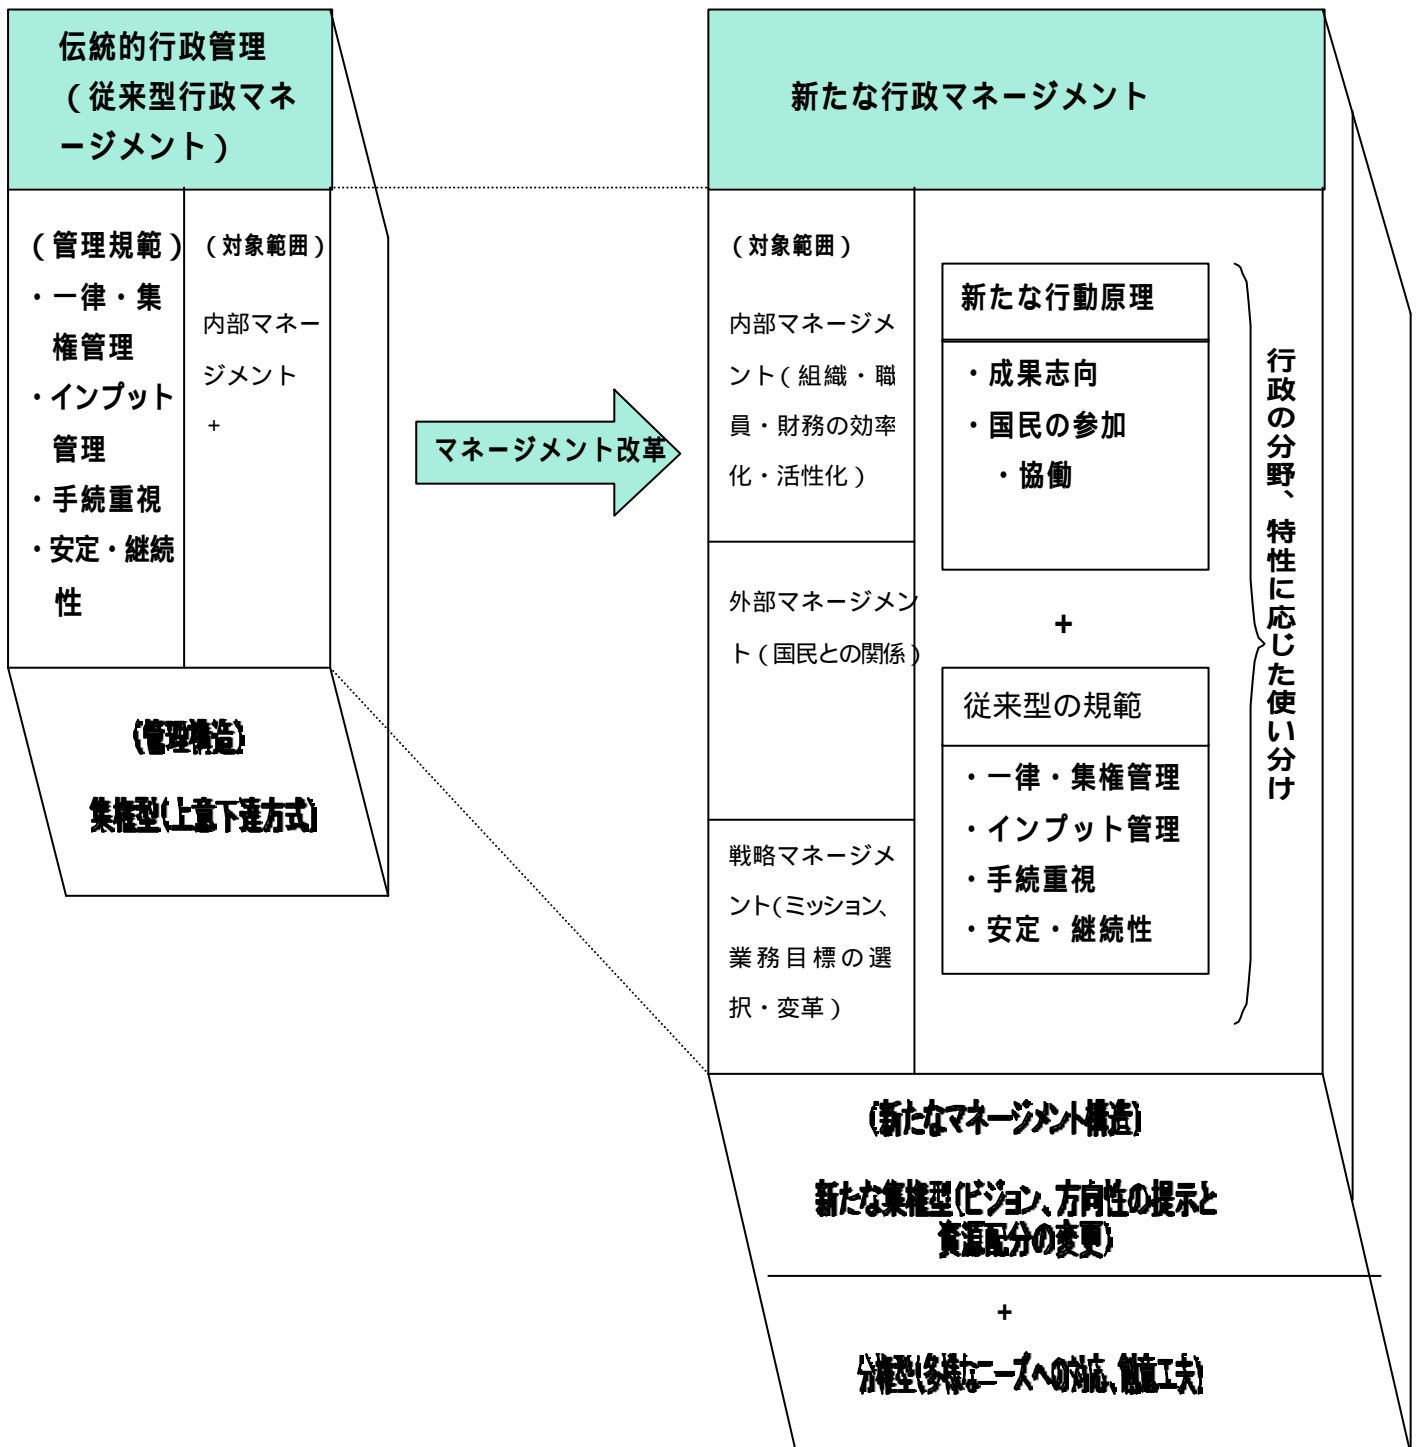 伝統的行政管理
(従来型行政マネ
ージメント)
(管理規範)
・一律・集
権管理
・インプット
管理
・手続重視
・安定・継続
性
(対象範囲)
内部マネー
ジメント
+
(管理構造)
集権型(上意下達方式)
マネージメント改革
新たな行政マネージメント
(対象範囲)
内部マネージメ
ント(組織・職
員・財務の効率
化・活性化)
外部マネージメン
ト(国民との関係)
戦略マネージメ
ント(ミッション、
業務目標の選
択・変革)
新たな行動原理
・成果志向
・国民の参加
・協働
+
従来型の規範
・一律・集権管理
・インプット管理
・手続重視
・安定・継続性
行政の分野、特性に応じた使い分け
(新たなマネージメント構造)
新たな集権型(ビジョン、方向性の提示と
資源配分の変更)
+
分権型(多様なニーズへの対応、創意工夫)